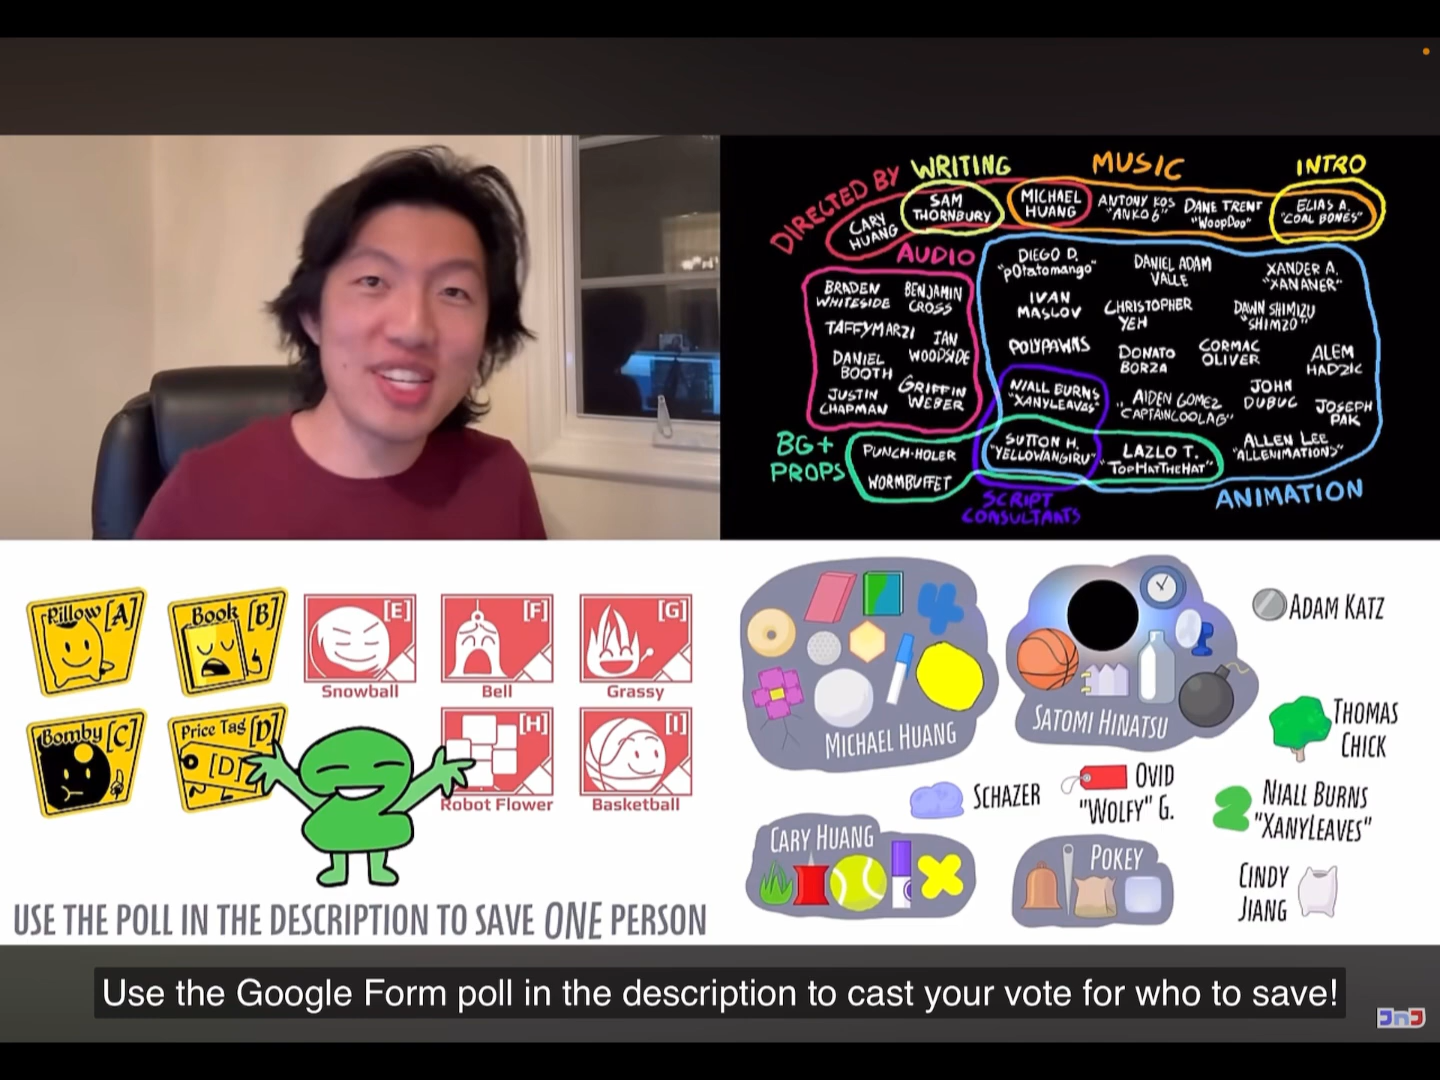 DIRECTED BY
WRITING
MUSIC
INTRO
CARY
HUANG
SAM
THORNBURY
MICHAEL
HUANG
ANTONY KOS
"ANKO6"
DANE TRENT
"WOOPDOO"
ELIAS A.
"COAL BONES"
AUDIO
BRADEN
WHITESIDE
BENJAMIN
CROSS
TAFFYMARZI
IAN
WOODSIDE
DANIEL
BOOTH
JUSTIN
CHAPMAN
GRIFFIN
WEBER
DIEGO D.
"pOtatomango"
DANIEL ADAM
VALLE
XANDER A.
"XANANER"
IVAN
MASLOV
CHRISTOPHER
YEH
DAWN SHIMIZU
"SHIMZO"
POLYPAWNS
DONATO
BORZA
CORMAC
OLIVER
ALEM
HADZIC
NIALL BURNS
"XANYLEAVES"
AIDEN GOMEZ
"CAPTAINCOOLAG"
JOHN
DUBUC
JOSEPH
PAK
BG+
PROPS
PUNCH-HOLER
WORMBUFFET
SUTTON H.
"YELLOWANGIRU"
LAZLO T.
"TOPHATTHEHAT"
ALLEN LEE
"ALLENIMATIONS"
SCRIPT
CONSULTANTS
ANIMATION
Pillow [A]
Book [B]
[E]
Snowball
[F]
Bell
[G]
Grassy
Bomby [C]
Price Tag [D]
[D]
[H]
Robot Flower
[I]
Basketball
USE THE POLL IN THE DESCRIPTION TO SAVE ONE PERSON
MICHAEL HUANG
SATOMI HINATSU
ADAM KATZ
THOMAS
CHICK
SCHAZER
OVID
"WOLFY" G.
NIALL BURNS
"XANYLEAVES"
CARY HUANG
POKEY
CINDY
JIANG
Use the Google Form poll in the description to cast your vote for who to save!
JnJ